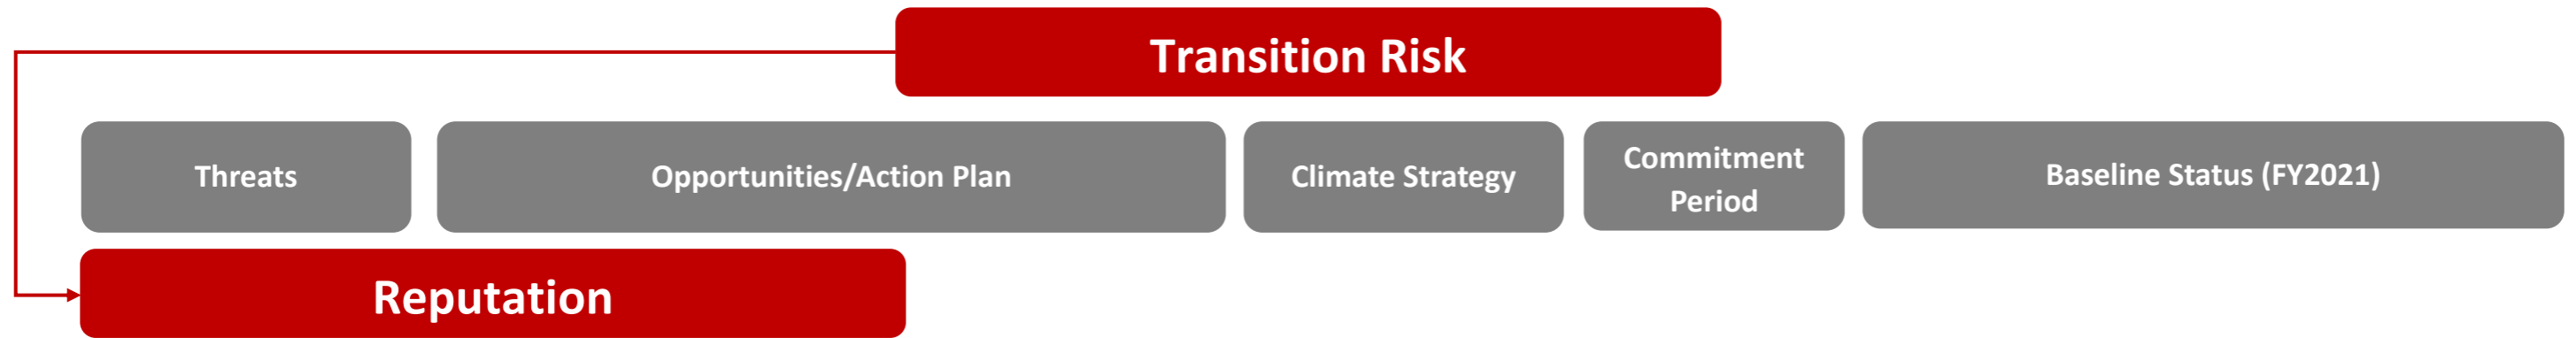 Transition Risk
Threats
Opportunities/Action Plan
Climate Strategy
Commitment
Period
Baseline Status (FY2021)
Reputation